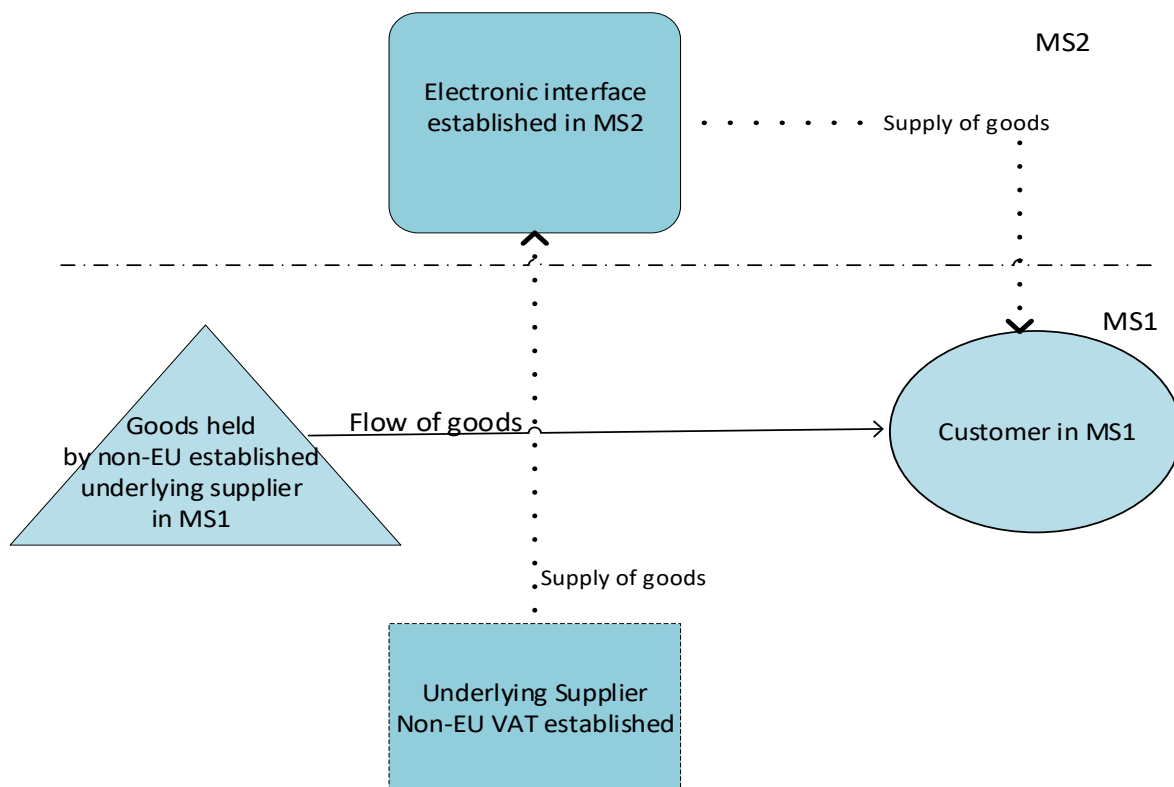 MS2
Electronic interface
established in MS2
Supply of goods
MS1
Goods held
by non-EU established
underlying supplier
in MS1
Flow of goods
Customer in MS1
Supply of goods
Underlying Supplier
Non-EU VAT established